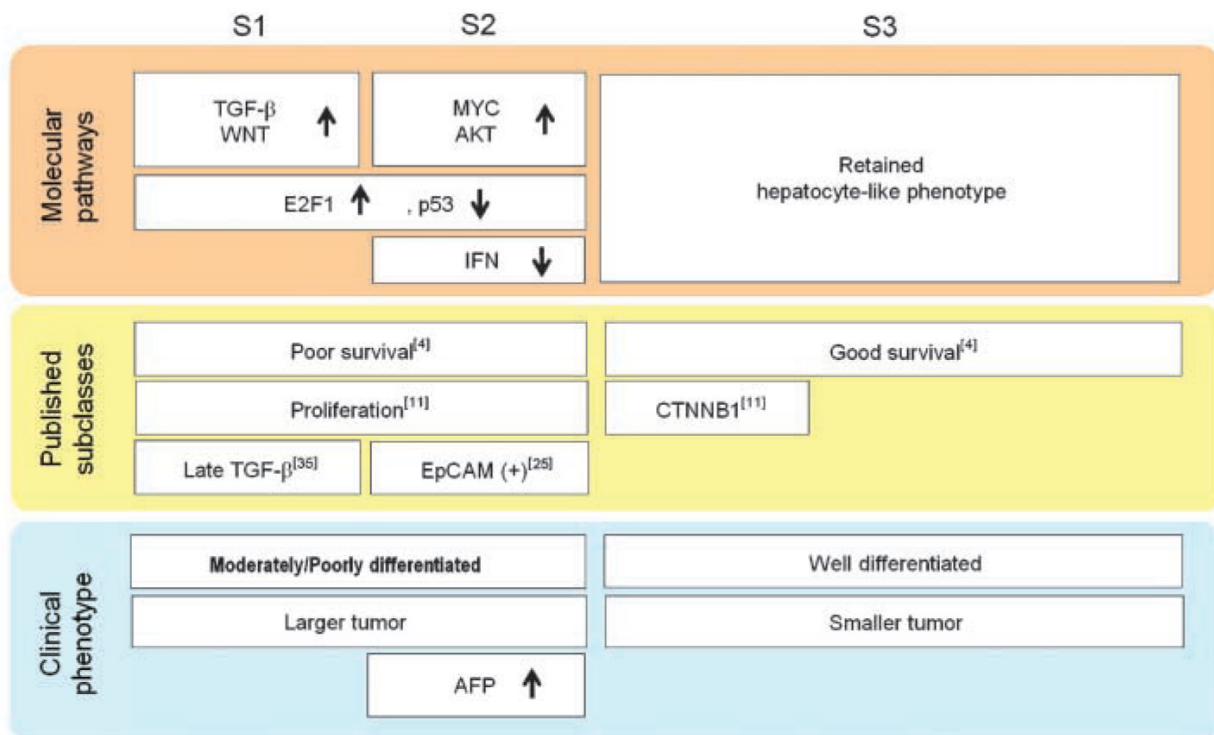 S1 S2 S3
Molecular
pathways
TGF-β
WNT ↑
MYC
AKT ↑
Retained
hepatocyte-like phenotype
E2F1 ↑ , p53 ↓
IFN ↓
Published
subclasses
Poor survival[4]
Good survival[4]
Proliferation[11]
CTNNB1[11]
Late TGF-β[35]
EpCAM (+)[25]
Clinical
phenotype
Moderately/Poorly differentiated
Well differentiated
Larger tumor
Smaller tumor
AFP ↑